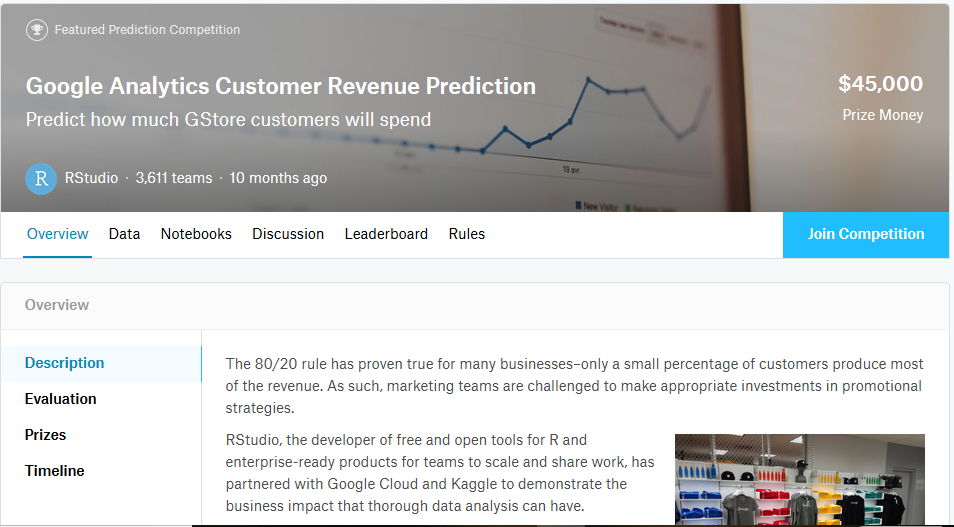 Featured Prediction Competition
Google Analytics Customer Revenue Prediction
$45,000
Predict how much GStore customers will spend
Prize Money
19 avr.
R
RStudio · 3,611 teams · 10 months ago
New Visitor
Overview
Data
Notebooks
Discussion
Leaderboard
Rules
Join Competition
Overview
Description
Evaluation
Prizes
Timeline
The 80/20 rule has proven true for many businesses–only a small percentage of customers produce most
of the revenue. As such, marketing teams are challenged to make appropriate investments in promotional
strategies.
RStudio, the developer of free and open tools for R and
enterprise-ready products for teams to scale and share work, has
partnered with Google Cloud and Kaggle to demonstrate the
business impact that thorough data analysis can have.